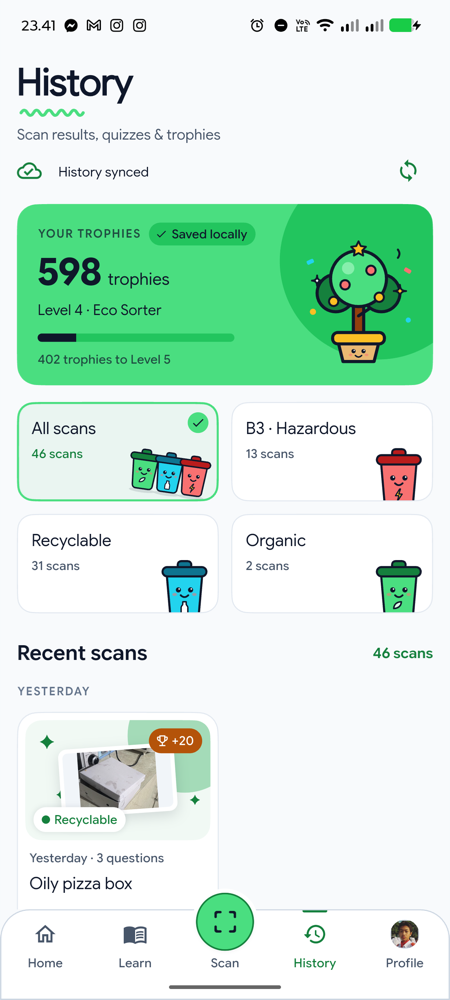 23.41
Vo LTE
History
Scan results, quizzes & trophies
History synced
YOUR TROPHIES
Saved locally
598 trophies
Level 4 · Eco Sorter
402 trophies to Level 5
All scans
46 scans
B3 · Hazardous
13 scans
Recyclable
31 scans
Organic
2 scans
Recent scans
46 scans
YESTERDAY
+20
Recyclable
Yesterday · 3 questions
Oily pizza box
Home
Learn
Scan
History
Profile